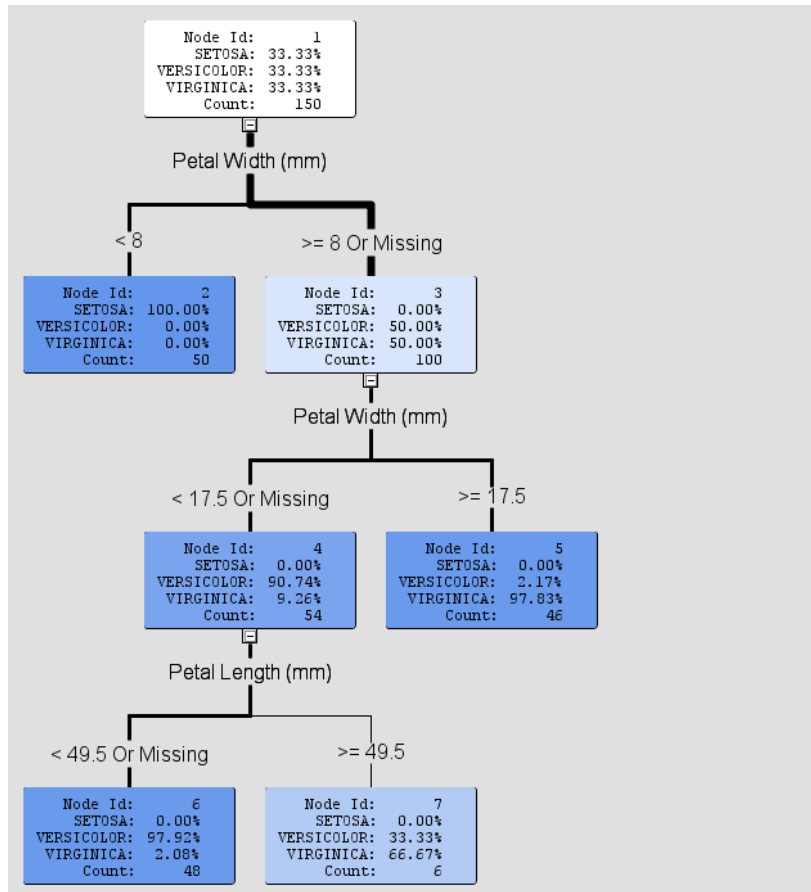 Node Id: 1
SETOSA: 33.33%
VERSICOLOR: 33.33%
VIRGINICA: 33.33%
Count: 150
Petal Width (mm)
< 8
>= 8 Or Missing
Node Id: 2
SETOSA: 100.00%
VERSICOLOR: 0.00%
VIRGINICA: 0.00%
Count: 50
Node Id: 3
SETOSA: 0.00%
VERSICOLOR: 50.00%
VIRGINICA: 50.00%
Count: 100
Petal Width (mm)
< 17.5 Or Missing
>= 17.5
Node Id: 4
SETOSA: 0.00%
VERSICOLOR: 90.74%
VIRGINICA: 9.26%
Count: 54
Node Id: 5
SETOSA: 0.00%
VERSICOLOR: 2.17%
VIRGINICA: 97.83%
Count: 46
Petal Length (mm)
< 49.5 Or Missing
>= 49.5
Node Id: 6
SETOSA: 0.00%
VERSICOLOR: 97.92%
VIRGINICA: 2.08%
Count: 48
Node Id: 7
SETOSA: 0.00%
VERSICOLOR: 33.33%
VIRGINICA: 66.67%
Count: 6